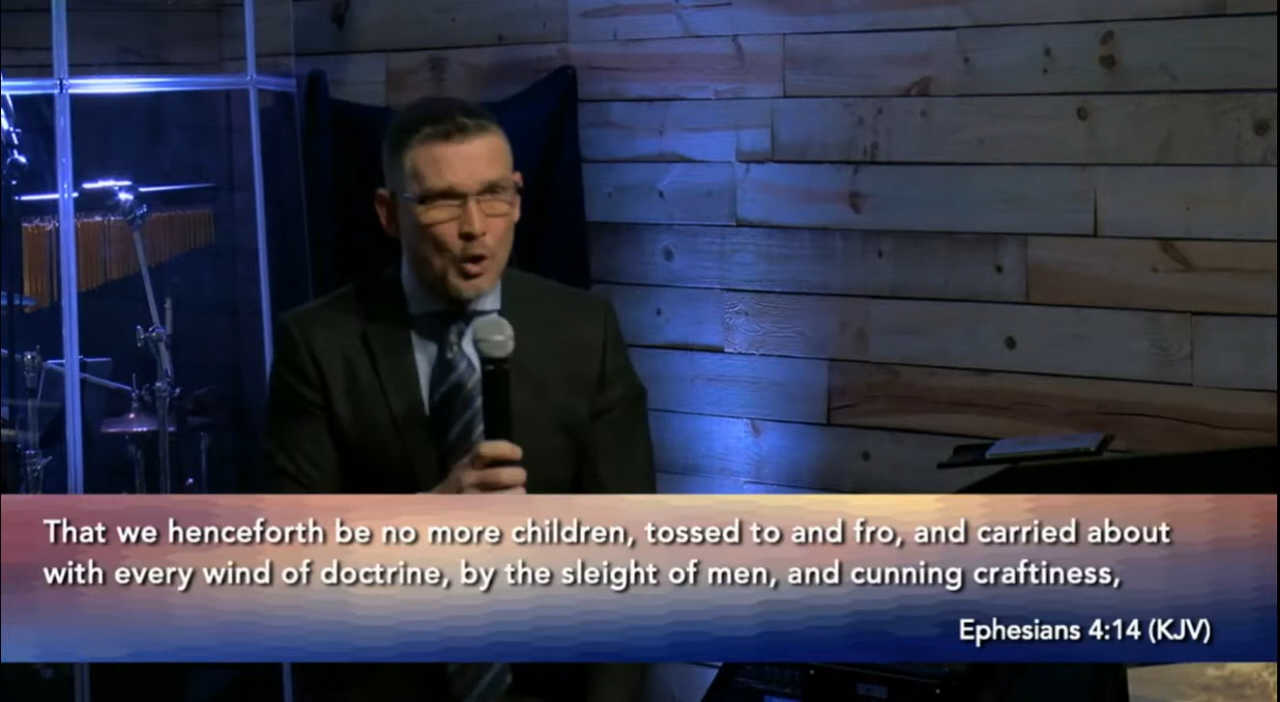 That we henceforth be no more children, tossed to and fro, and carried about
with every wind of doctrine, by the sleight of men, and cunning craftiness,
Ephesians 4:14 (KJV)